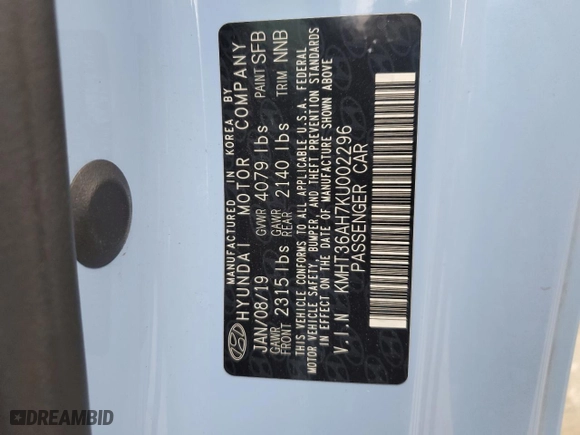 MANUFACTURED IN KOREA BY
HYUNDAI MOTOR COMPANY
JAN/08/19 GVWR 4079 lbs PAINT SFB
GAWR FRONT 2315 lbs GAWR REAR 2140 lbs TRIM NNB
THIS VEHICLE CONFORMS TO ALL APPLICABLE U.S.A. FEDERAL
MOTOR VEHICLE SAFETY, BUMPER, AND THEFT PREVENTION STANDARDS
IN EFFECT ON THE DATE OF MANUFACTURE SHOWN ABOVE
V.I.N KMHT36AH7KU002296
PASSENGER CAR
DREAMBID